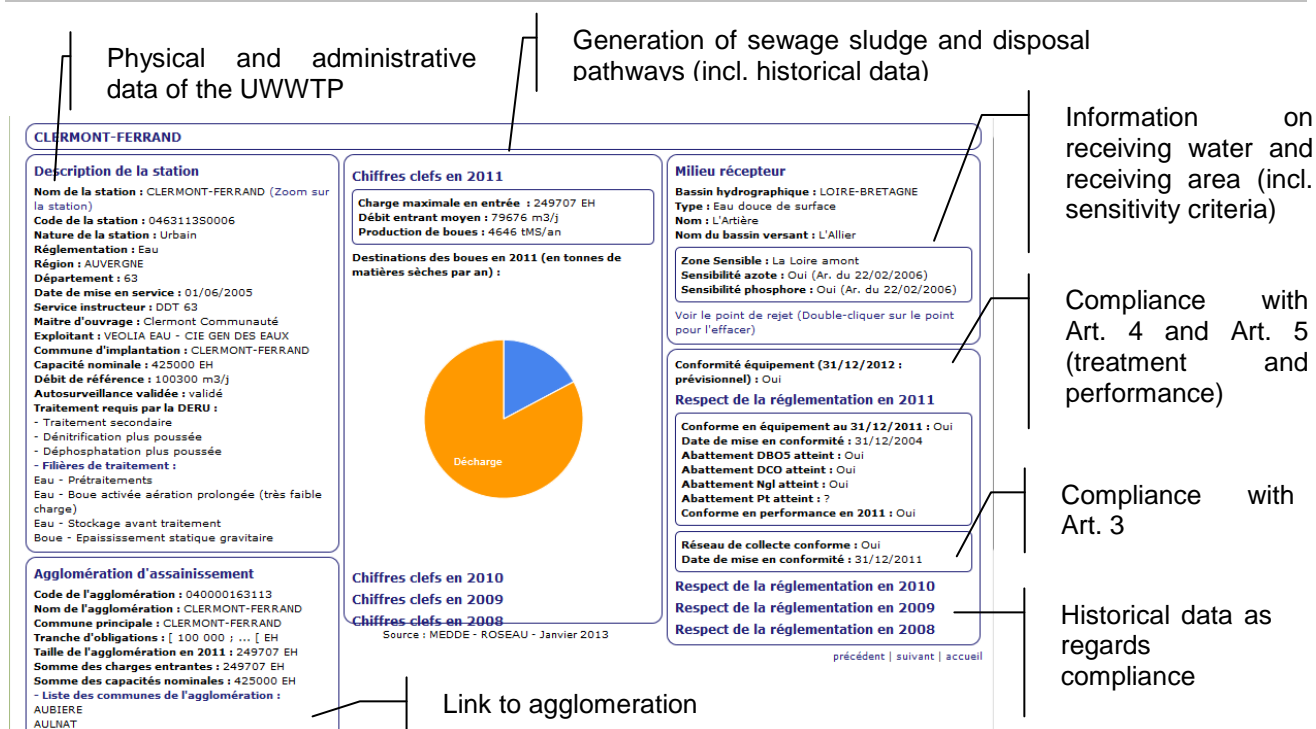 Physical and administrative
data of the UWWTP
Generation of sewage sludge and disposal
pathways (incl. historical data)
Information on
receiving water and
receiving area (incl.
sensitivity criteria)
Compliance with
Art. 4 and Art. 5
(treatment and
performance)
Compliance with
Art. 3
Historical data as
regards
compliance
Link to agglomeration
CLERMONT-FERRAND
Description de la station
Nom de la station : CLERMONT-FERRAND (Zoom sur
la station)
Code de la station : 0463113S0006
Nature de la station : Urbain
Réglementation : Eau
Région : AUVERGNE
Département : 63
Date de mise en service : 01/06/2005
Service instructeur : DDT 63
Maitre d'ouvrage : Clermont Communauté
Exploitant : VEOLIA EAU - CIE GEN DES EAUX
Commune d'implantation : CLERMONT-FERRAND
Capacité nominale : 425000 EH
Débit de référence : 100300 m3/j
Autosurveillance validée : validé
Traitement requis par la DERU :
- Traitement secondaire
- Dénitrification plus poussée
- Déphosphatation plus poussée
- Filières de traitement :
Eau - Prétraitements
Eau - Boue activée aération prolongée (très faible
charge)
Eau - Stockage avant traitement
Boue - Epaississement statique gravitaire
Agglomération d'assainissement
Code de l'agglomération : 040000163113
Nom de l'agglomération : CLERMONT-FERRAND
Commune principale : CLERMONT-FERRAND
Tranche d'obligations : [ 100 000 ; ... [ EH
Taille de l'agglomération en 2011 : 249707 EH
Somme des charges entrantes : 249707 EH
Somme des capacités nominales : 425000 EH
- Liste des communes de l'agglomération :
AUBIERE
AULNAT
Chiffres clefs en 2011
Charge maximale en entrée : 249707 EH
Débit entrant moyen : 79676 m3/j
Production de boues : 4646 tMS/an
Destinations des boues en 2011 (en tonnes de
matières sèches par an) :
Décharge
Chiffres clefs en 2010
Chiffres clefs en 2009
Chiffres clefs en 2008
Source : MEDDE - ROSEAU - Janvier 2013
Milieu récepteur
Bassin hydrographique : LOIRE-BRETAGNE
Type : Eau douce de surface
Nom : L'Artière
Nom du bassin versant : L'Allier
Zone Sensible : La Loire amont
Sensibilité azote : Oui (Ar. du 22/02/2006)
Sensibilité phosphore : Oui (Ar. du 22/02/2006)
Voir le point de rejet (Double-cliquer sur le point
pour l'effacer)
Conformité équipement (31/12/2012 :
prévisionnel) : Oui
Respect de la réglementation en 2011
Conforme en équipement au 31/12/2011 : Oui
Date de mise en conformité : 31/12/2004
Abattement DBO5 atteint : Oui
Abattement DCO atteint : Oui
Abattement Ngl atteint : Oui
Abattement Pt atteint : ?
Conforme en performance en 2011 : Oui
Réseau de collecte conforme : Oui
Date de mise en conformité : 31/12/2011
Respect de la réglementation en 2010
Respect de la réglementation en 2009
Respect de la réglementation en 2008
précédent | suivant | accueil